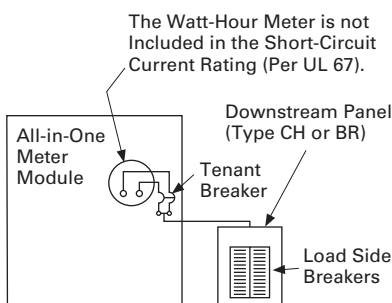 The Watt-Hour Meter is not
Included in the Short-Circuit
Current Rating (Per UL 67).
Downstream Panel
(Type CH or BR)
All-in-One
Meter
Module
Tenant
Breaker
Load Side
Breakers